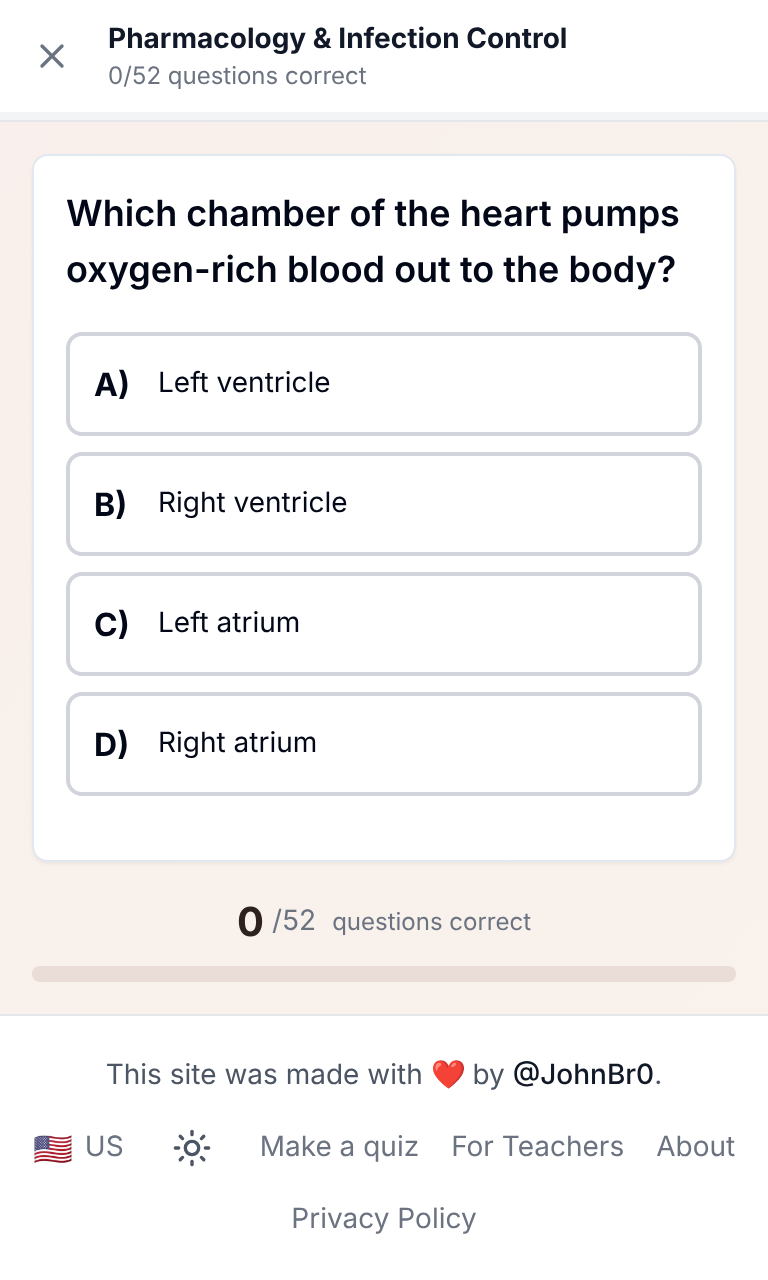 Pharmacology & Infection Control
0/52 questions correct
Which chamber of the heart pumps
oxygen-rich blood out to the body?
A) Left ventricle
B) Right ventricle
C) Left atrium
D) Right atrium
0 /52 questions correct
This site was made with ❤️ by @JohnBr0.
🇺🇸 US Make a quiz For Teachers About
Privacy Policy